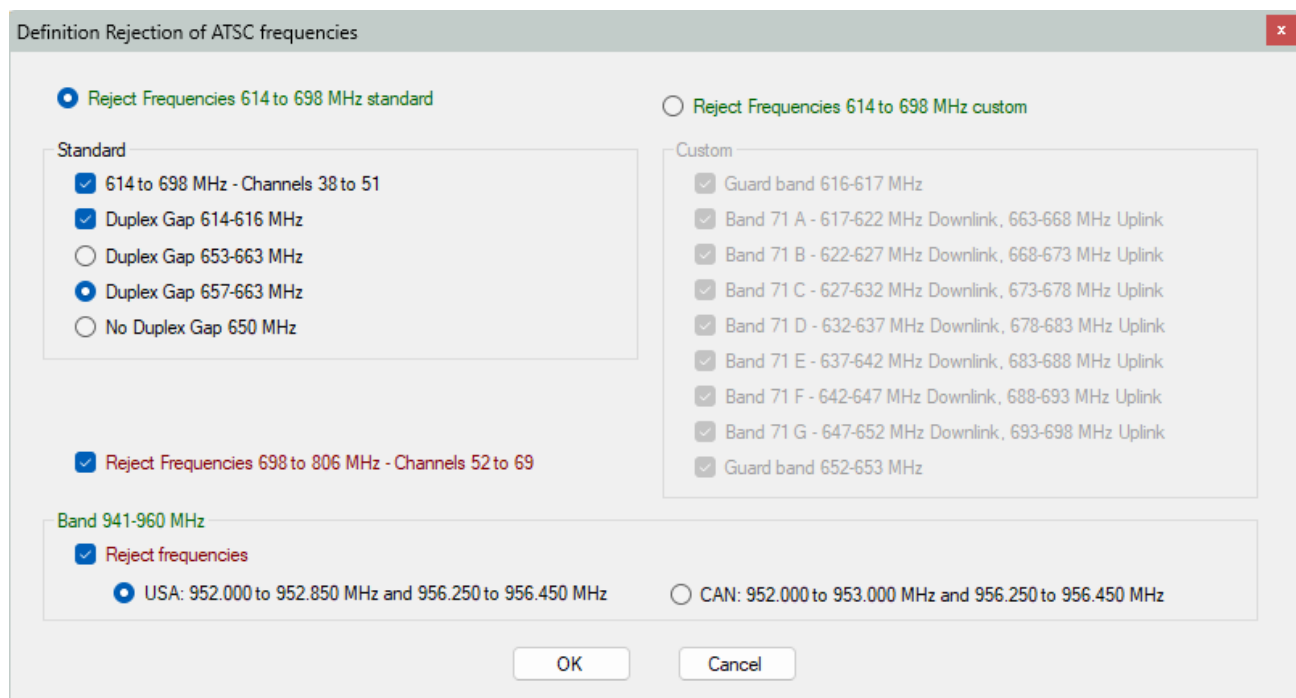 Definition Rejection of ATSC frequencies
x
Reject Frequencies 614 to 698 MHz standard
Reject Frequencies 614 to 698 MHz custom
Standard
614 to 698 MHz - Channels 38 to 51
Duplex Gap 614-616 MHz
Duplex Gap 653-663 MHz
Duplex Gap 657-663 MHz
No Duplex Gap 650 MHz
Custom
Guard band 616-617 MHz
Band 71 A - 617-622 MHz Downlink, 663-668 MHz Uplink
Band 71 B - 622-627 MHz Downlink, 668-673 MHz Uplink
Band 71 C - 627-632 MHz Downlink, 673-678 MHz Uplink
Band 71 D - 632-637 MHz Downlink, 678-683 MHz Uplink
Band 71 E - 637-642 MHz Downlink, 683-688 MHz Uplink
Band 71 F - 642-647 MHz Downlink, 688-693 MHz Uplink
Band 71 G - 647-652 MHz Downlink, 693-698 MHz Uplink
Guard band 652-653 MHz
Reject Frequencies 698 to 806 MHz - Channels 52 to 69
Band 941-960 MHz
Reject frequencies
USA: 952.000 to 952.850 MHz and 956.250 to 956.450 MHz
CAN: 952.000 to 953.000 MHz and 956.250 to 956.450 MHz
OK
Cancel